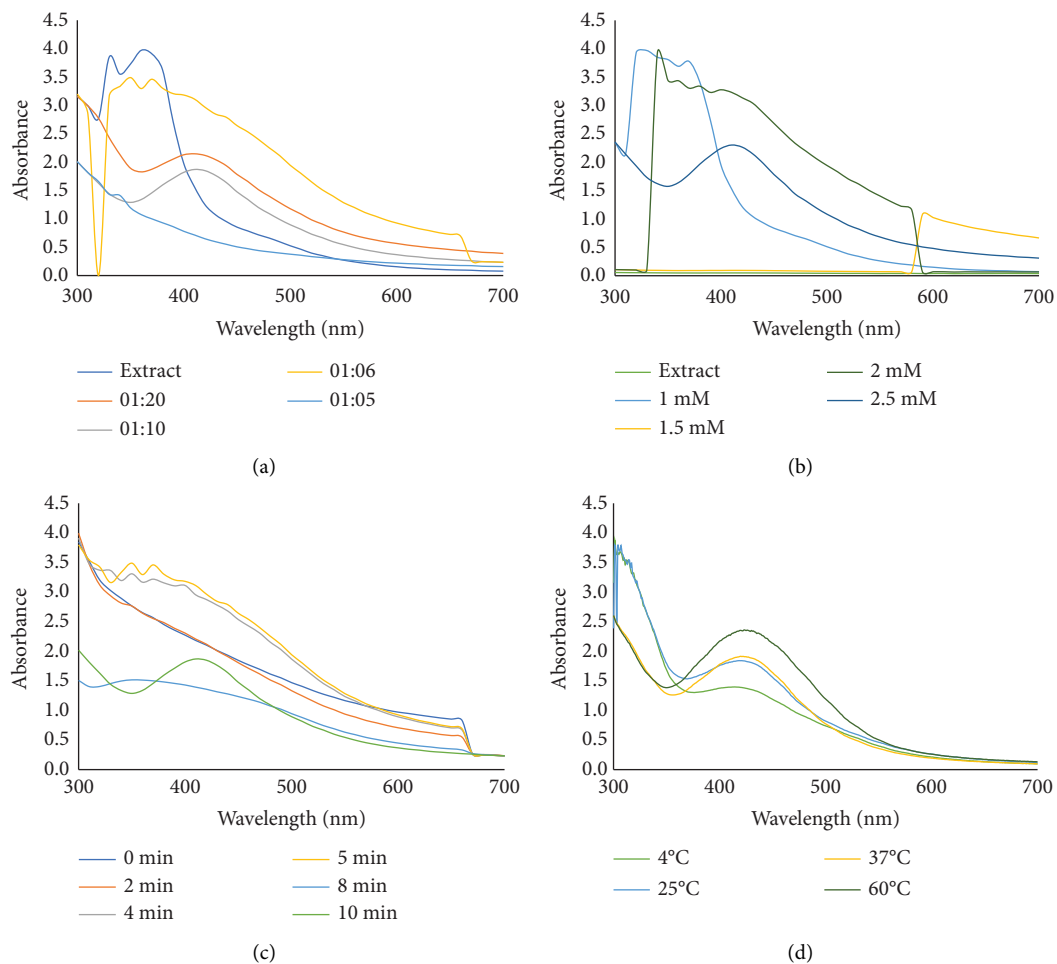 4.5
4.0
3.5
3.0
2.5
2.0
1.5
1.0
0.5
0.0
Absorbance
300 400 500 600 700
Wavelength (nm)
Extract 01:06
01:20 01:05
01:10
(a)
4.5
4.0
3.5
3.0
2.5
2.0
1.5
1.0
0.5
0.0
Absorbance
300 400 500 600 700
Wavelength (nm)
Extract 2 mM
1 mM 2.5 mM
1.5 mM
(b)
4.5
4.0
3.5
3.0
2.5
2.0
1.5
1.0
0.5
0.0
Absorbance
300 400 500 600 700
Wavelength (nm)
0 min 5 min
2 min 8 min
4 min 10 min
(c)
4.5
4.0
3.5
3.0
2.5
2.0
1.5
1.0
0.5
0.0
Absorbance
300 400 500 600 700
Wavelength (nm)
4°C 37°C
25°C 60°C
(d)